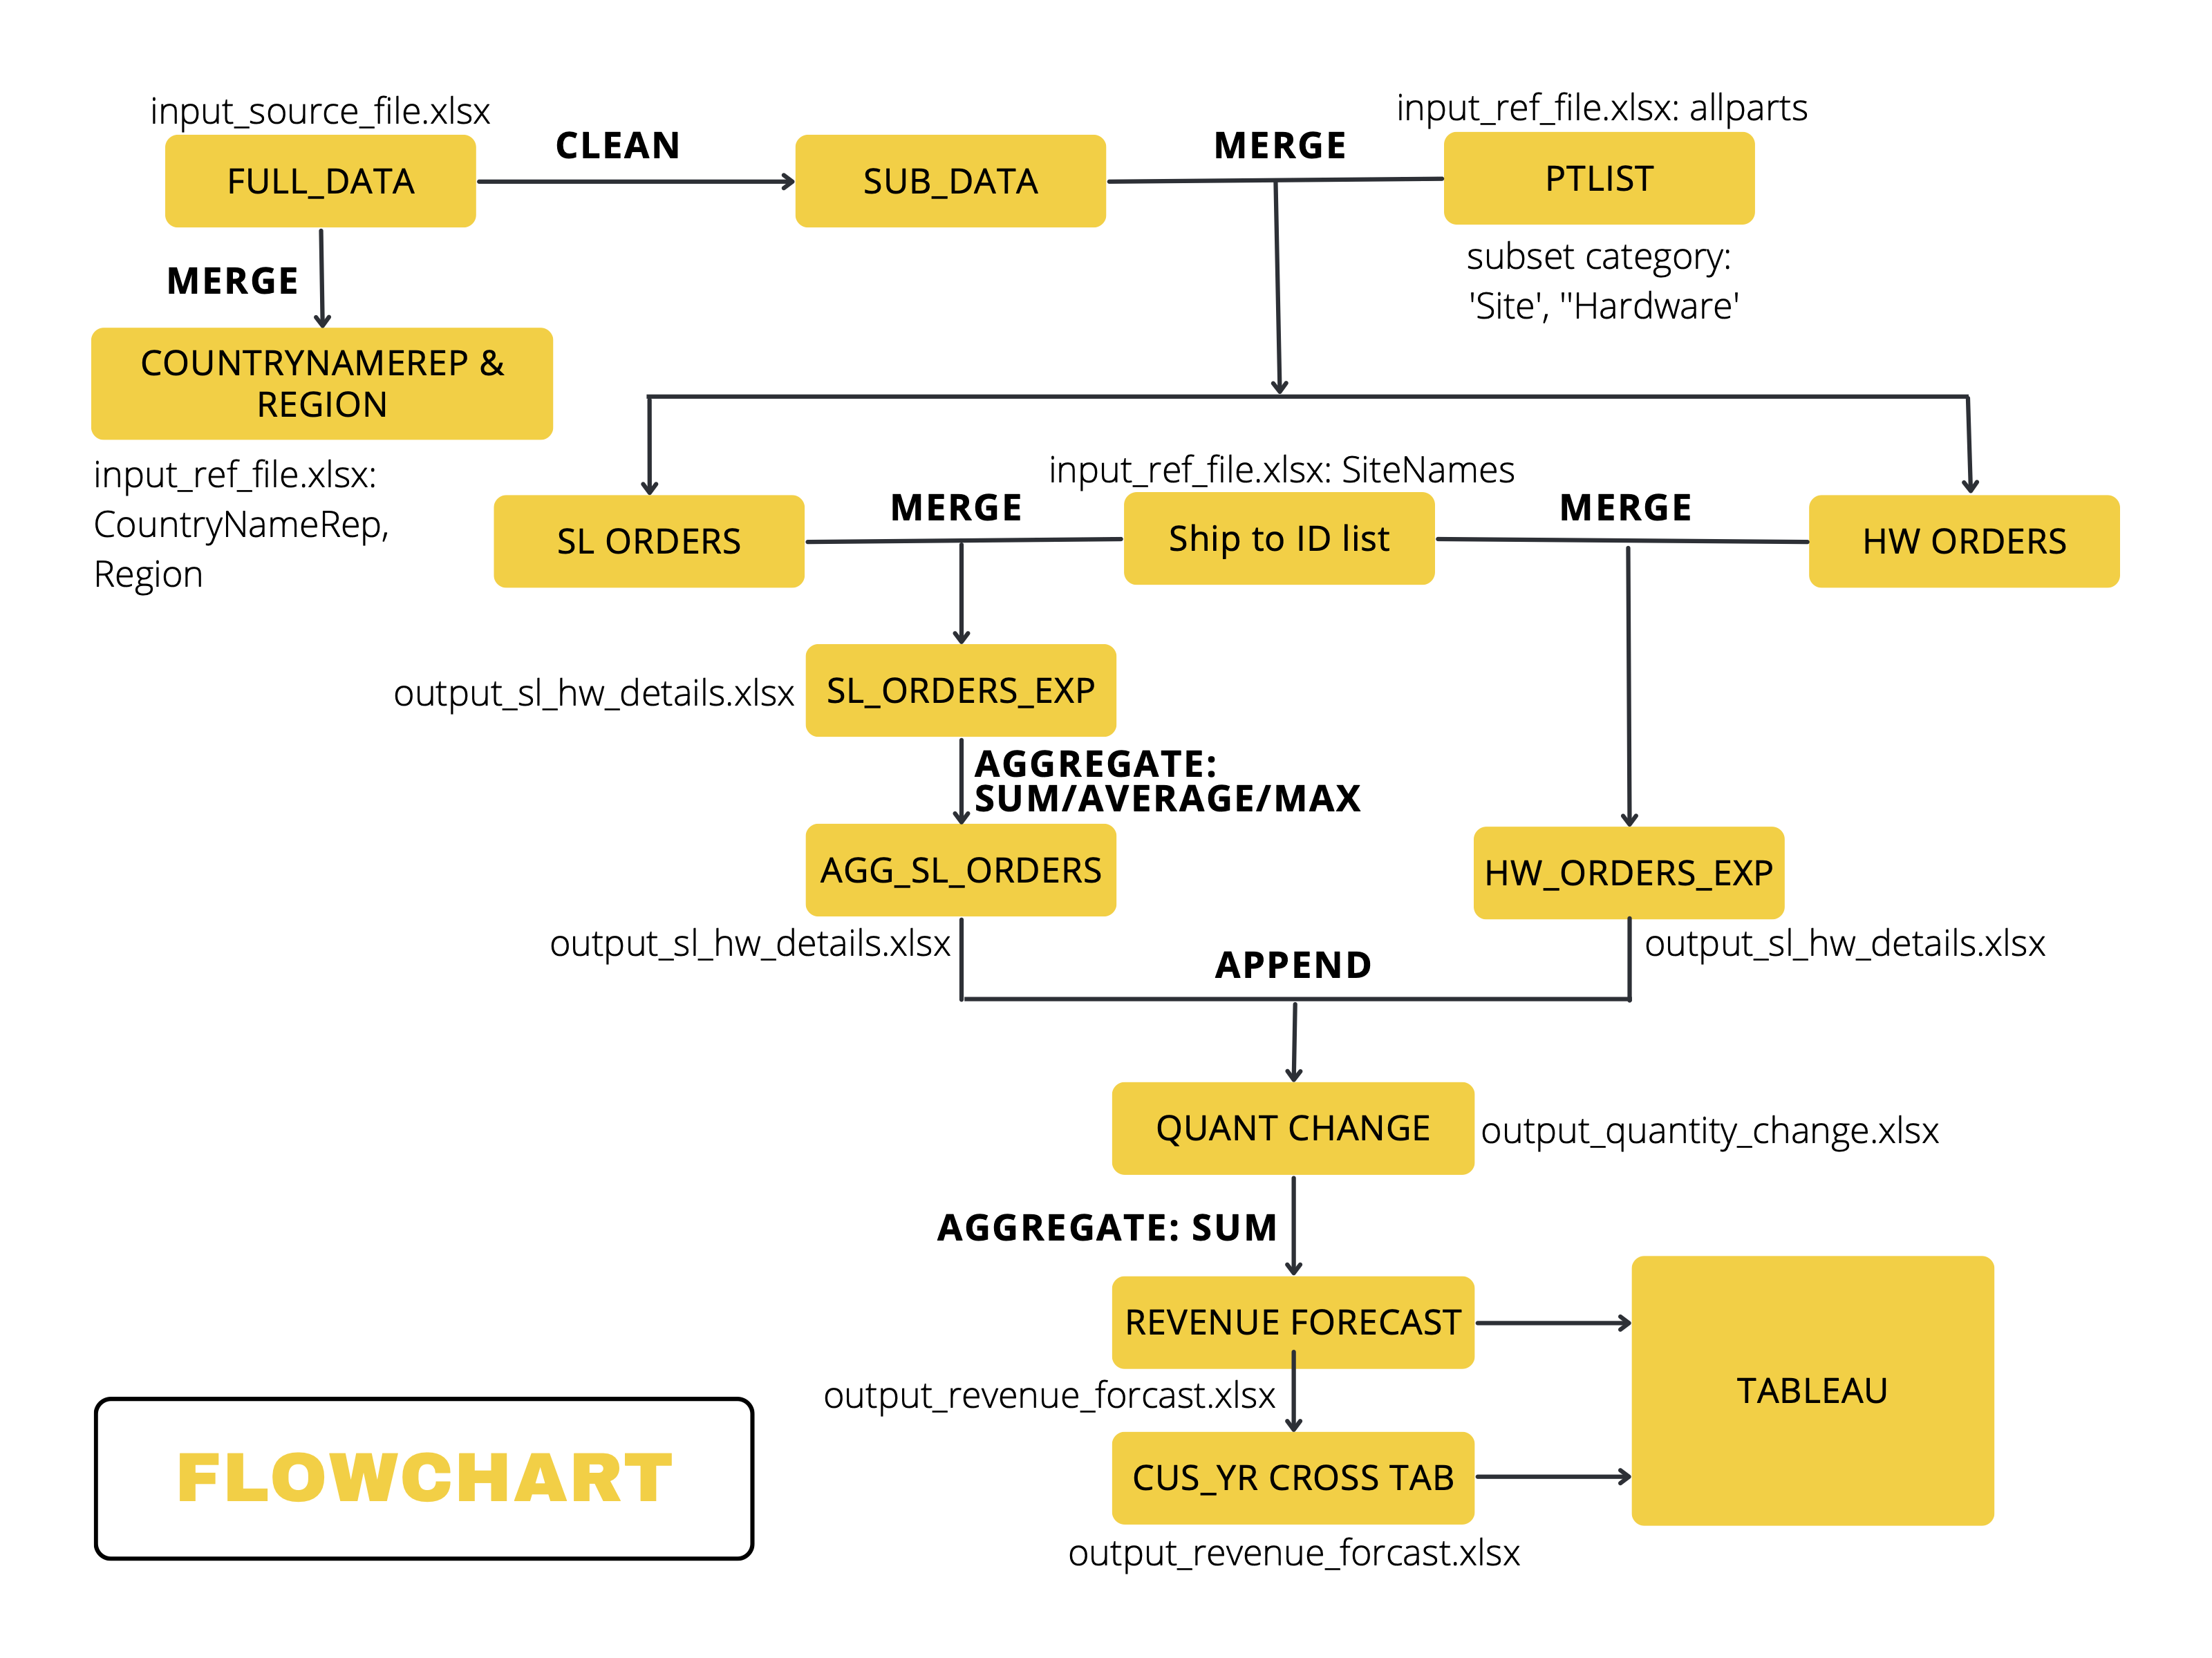 input_source_file.xlsx
FULL_DATA
CLEAN
SUB_DATA
MERGE
input_ref_file.xlsx: allparts
PTLIST
subset category:
'Site', "Hardware'
MERGE
COUNTRYNAMEREP &
REGION
input_ref_file.xlsx:
CountryNameRep,
Region
SL ORDERS
MERGE
input_ref_file.xlsx: SiteNames
Ship to ID list
MERGE
HW ORDERS
output_sl_hw_details.xlsx
SL_ORDERS_EXP
AGGREGATE:
SUM/AVERAGE/MAX
AGG_SL_ORDERS
HW_ORDERS_EXP
output_sl_hw_details.xlsx
APPEND
output_sl_hw_details.xlsx
QUANT CHANGE
output_quantity_change.xlsx
AGGREGATE: SUM
REVENUE FORECAST
output_revenue_forcast.xlsx
TABLEAU
CUS_YR CROSS TAB
output_revenue_forcast.xlsx
FLOWCHART